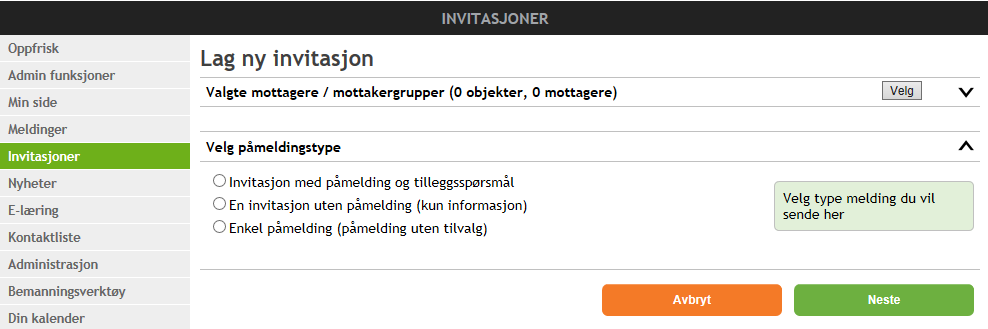 INVITASJONER
Oppfrisk
Admin funksjoner
Min side
Meldinger
Invitasjoner
Nyheter
E-læring
Kontaktliste
Administrasjon
Bemanningsverktøy
Din kalender
Lag ny invitasjon
Valgte mottagere / mottakergrupper (0 objekter, 0 mottagere)
Velg
Velg påmeldingstype
Invitasjon med påmelding og tilleggsspørsmål
En invitasjon uten påmelding (kun informasjon)
Enkel påmelding (påmelding uten tilvalg)
Velg type melding du vil
sende her
Avbryt
Neste